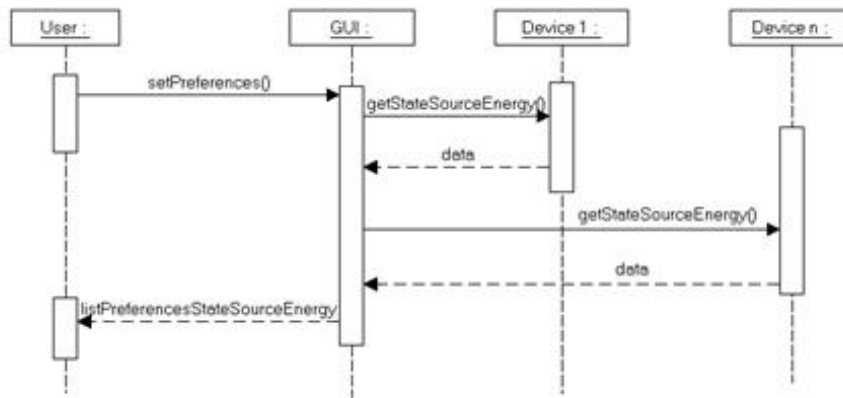 User :
GUI :
Device 1 :
Device n :
setPreferences()
getStateSourceEnergy()
data
getStateSourceEnergy()
data
listPreferencesStateSourceEnergy